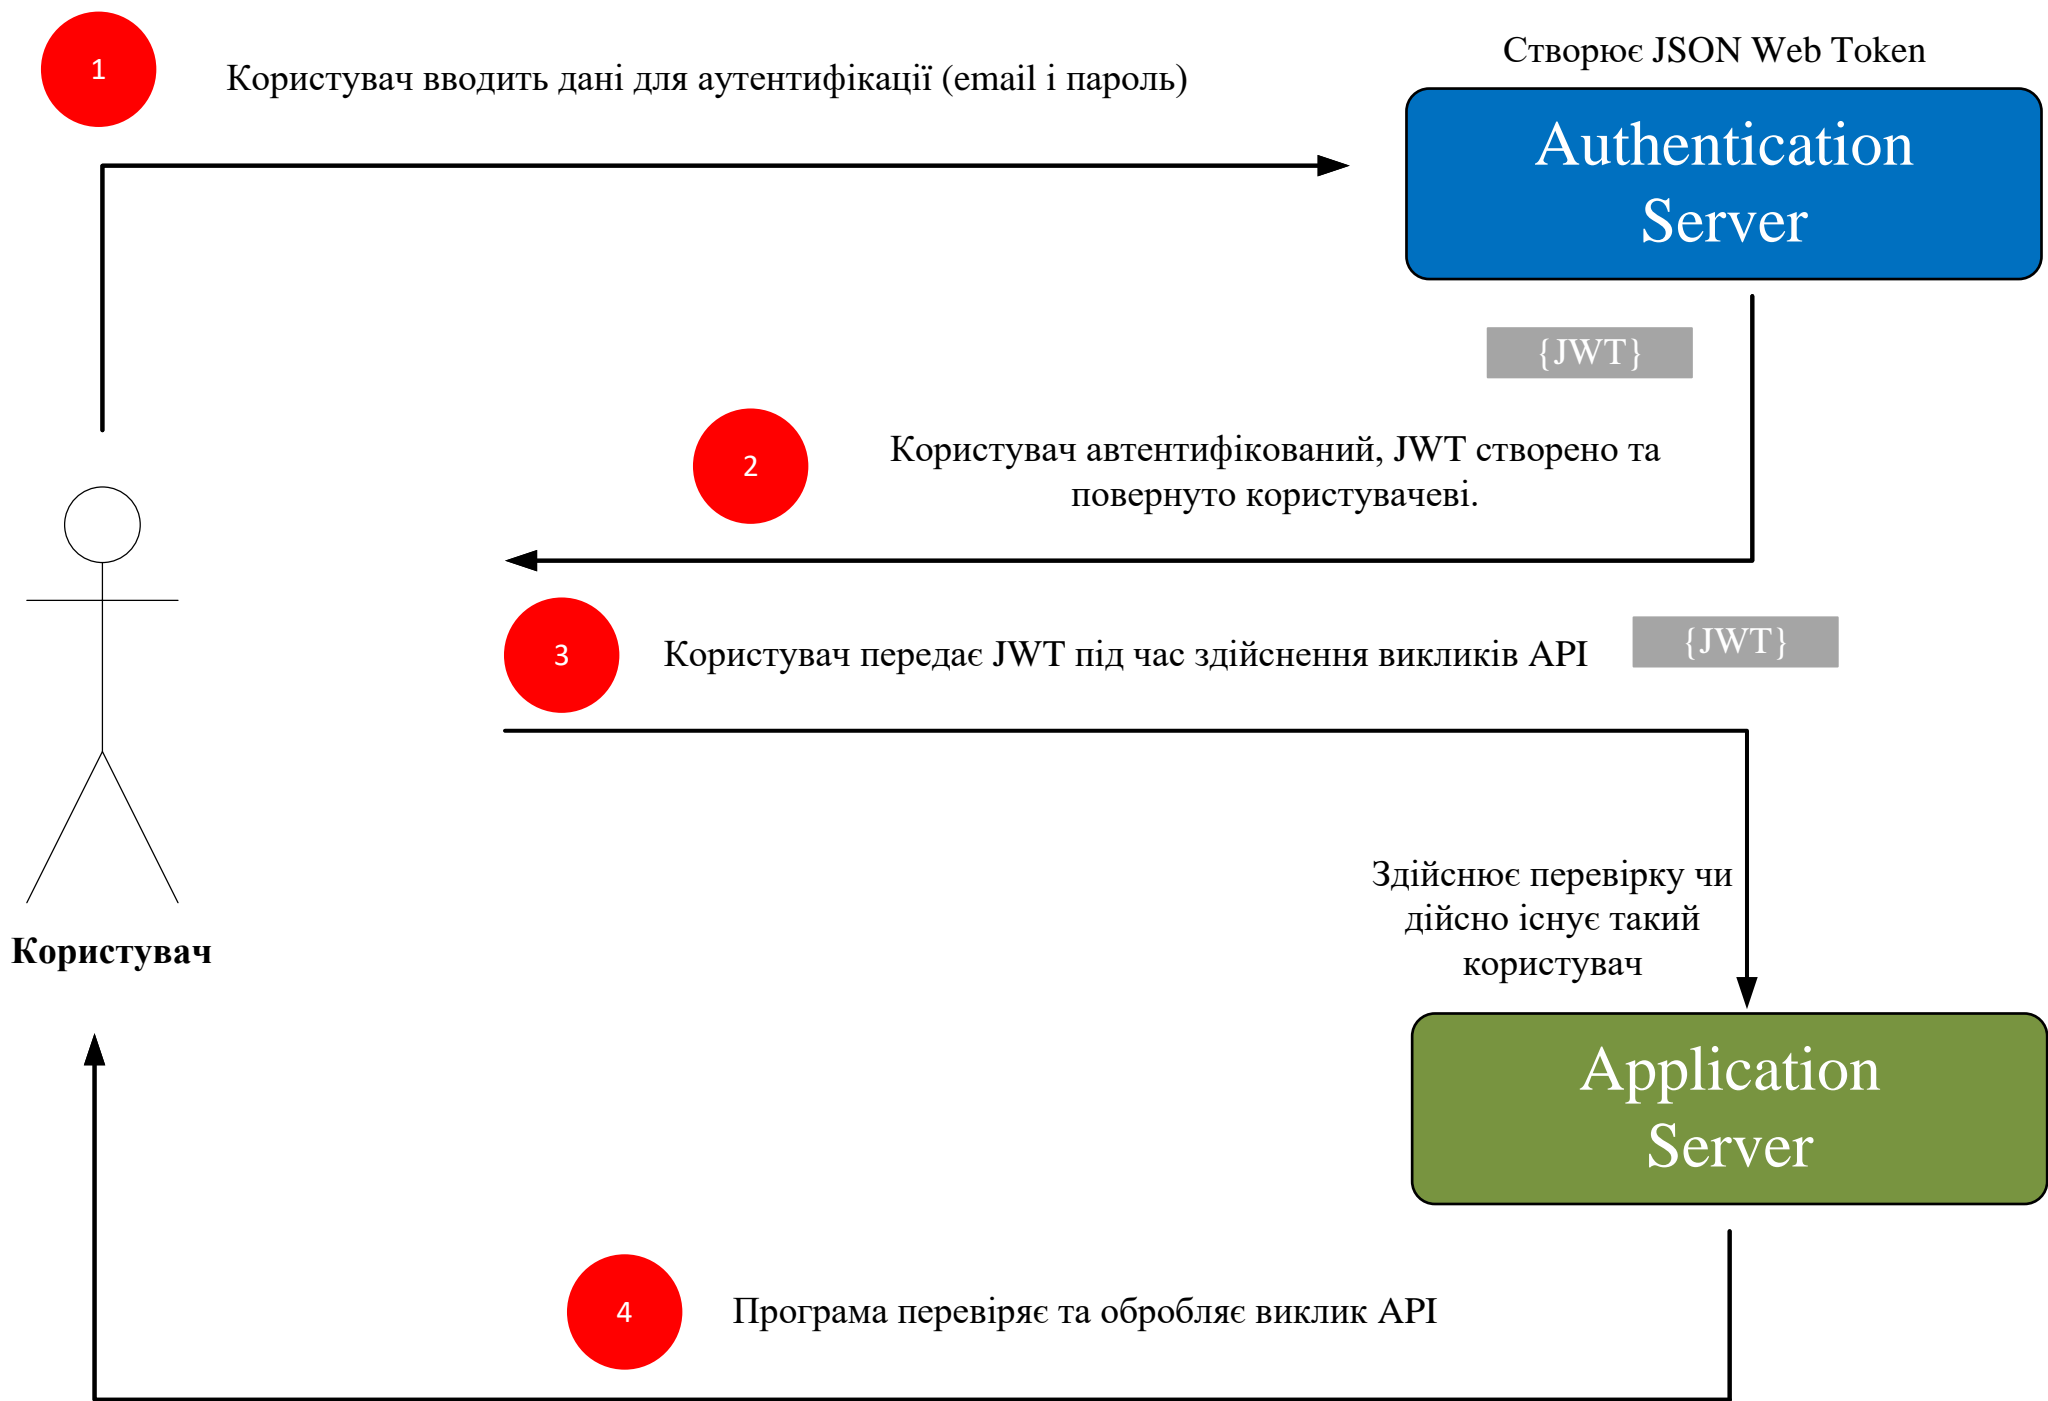 1
Користувач вводить дані для аутентифікації (email і пароль)
Створює JSON Web Token
Authentication
Server
{JWT}
2
Користувач автентифікований, JWT створено та
повернуто користувачеві.
3
Користувач передає JWT під час здійснення викликів API
{JWT}
Здійснює перевірку чи
дійсно існує такий
користувач
Користувач
Application
Server
4
Програма перевіряє та обробляє виклик API